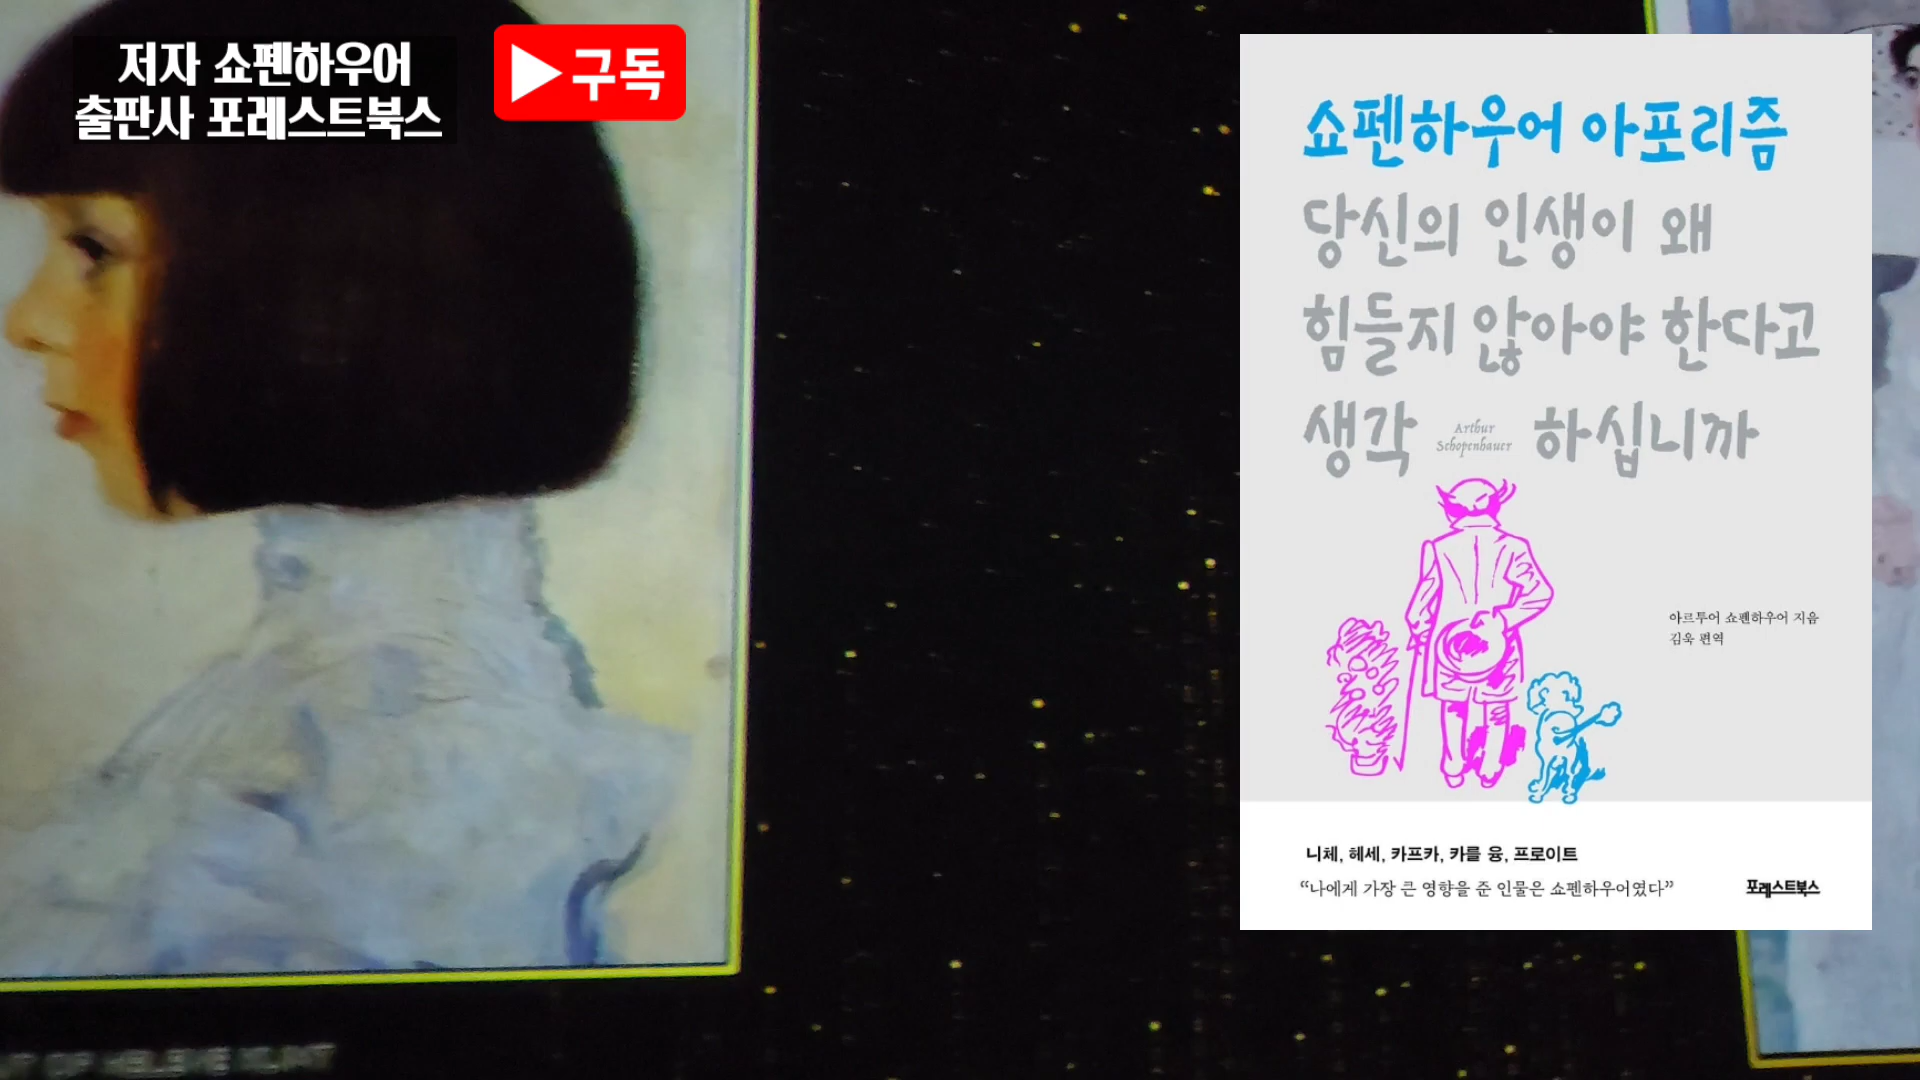 저자 쇼펜하우어
출판사 포레스트북스
구독
쇼펜하우어 아포리즘
당신의 인생이 왜
힘들지 않아야 한다고
생각 하십니까
Arthur
Schopenhauer
아르투어 쇼펜하우어 지음
김욱 편역
니체, 헤세, 카프카, 카를 융, 프로이트
“나에게 가장 큰 영향을 준 인물은 쇼펜하우어였다”
포레스트북스
OF HELENE KLIMT